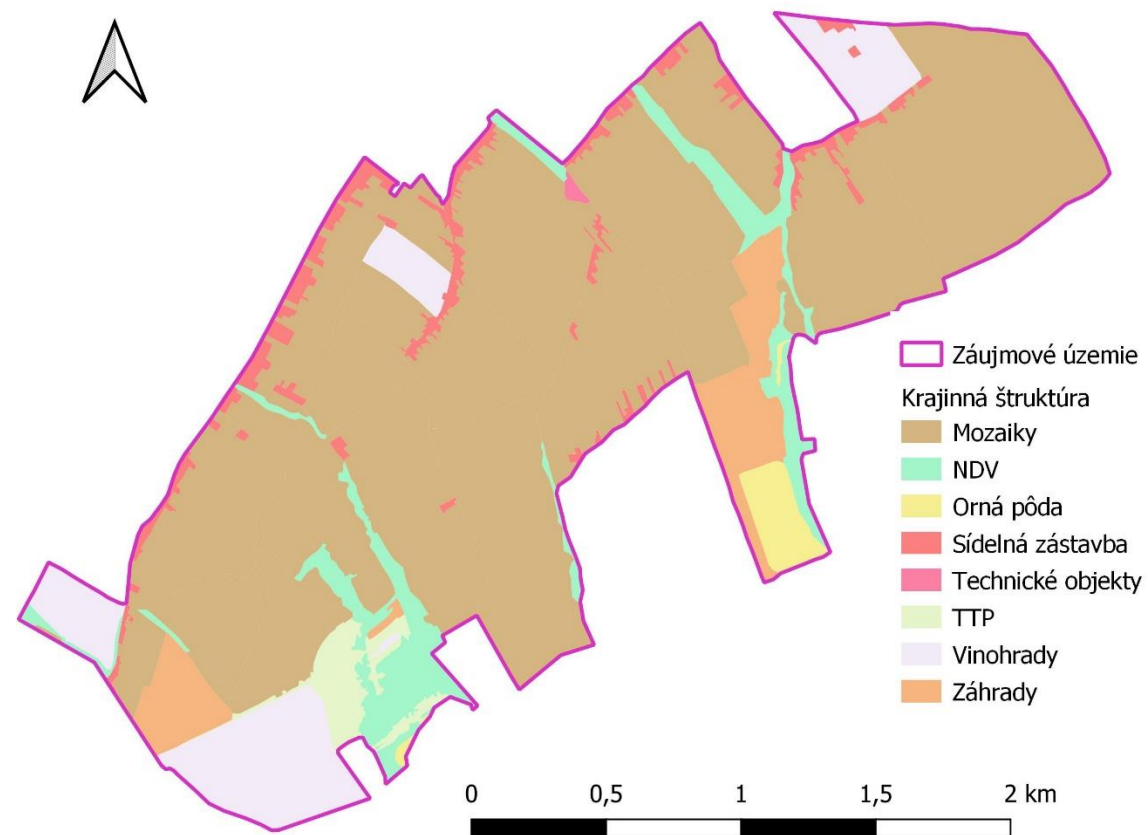 Záujmové územie
Krajinná štruktúra
Mozaiky
NDV
Orná pôda
Sídelná zástavba
Technické objekty
TTP
Vinohrady
Záhrady
0 0,5 1 1,5 2 km